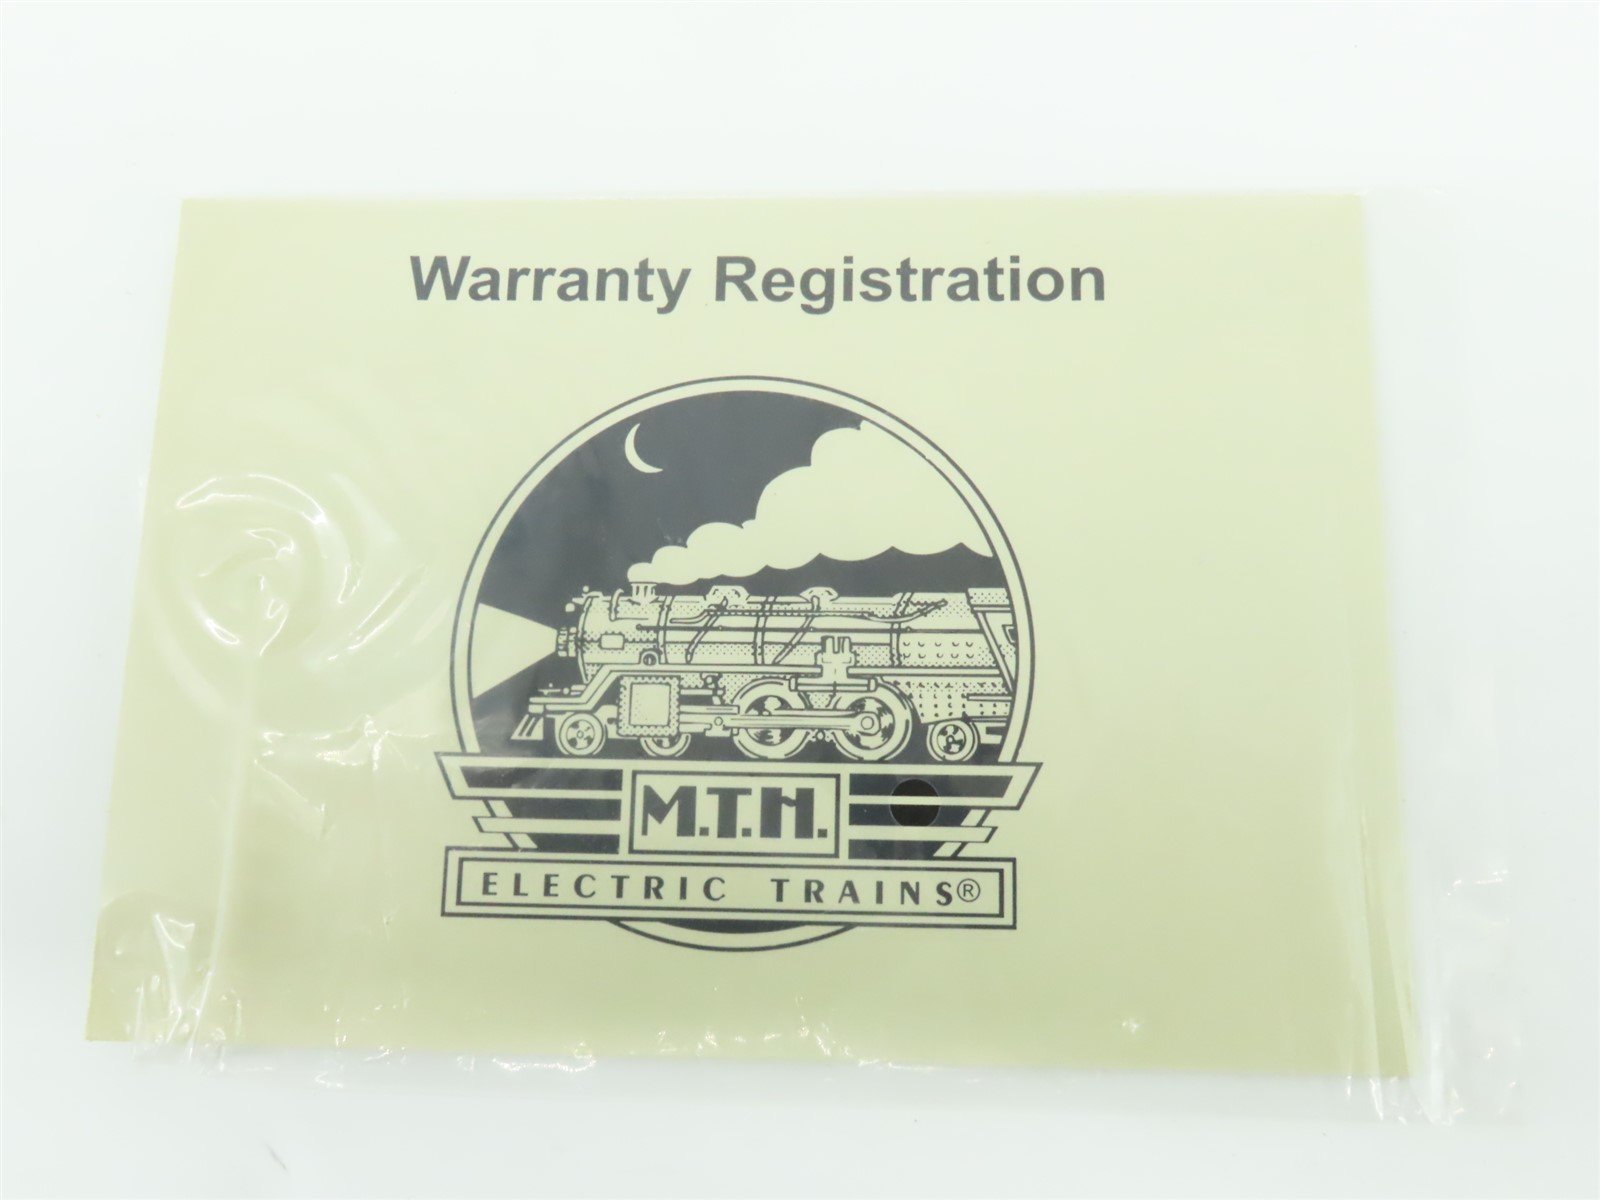 Warranty Registration
M.T.H.
ELECTRIC TRAINS®